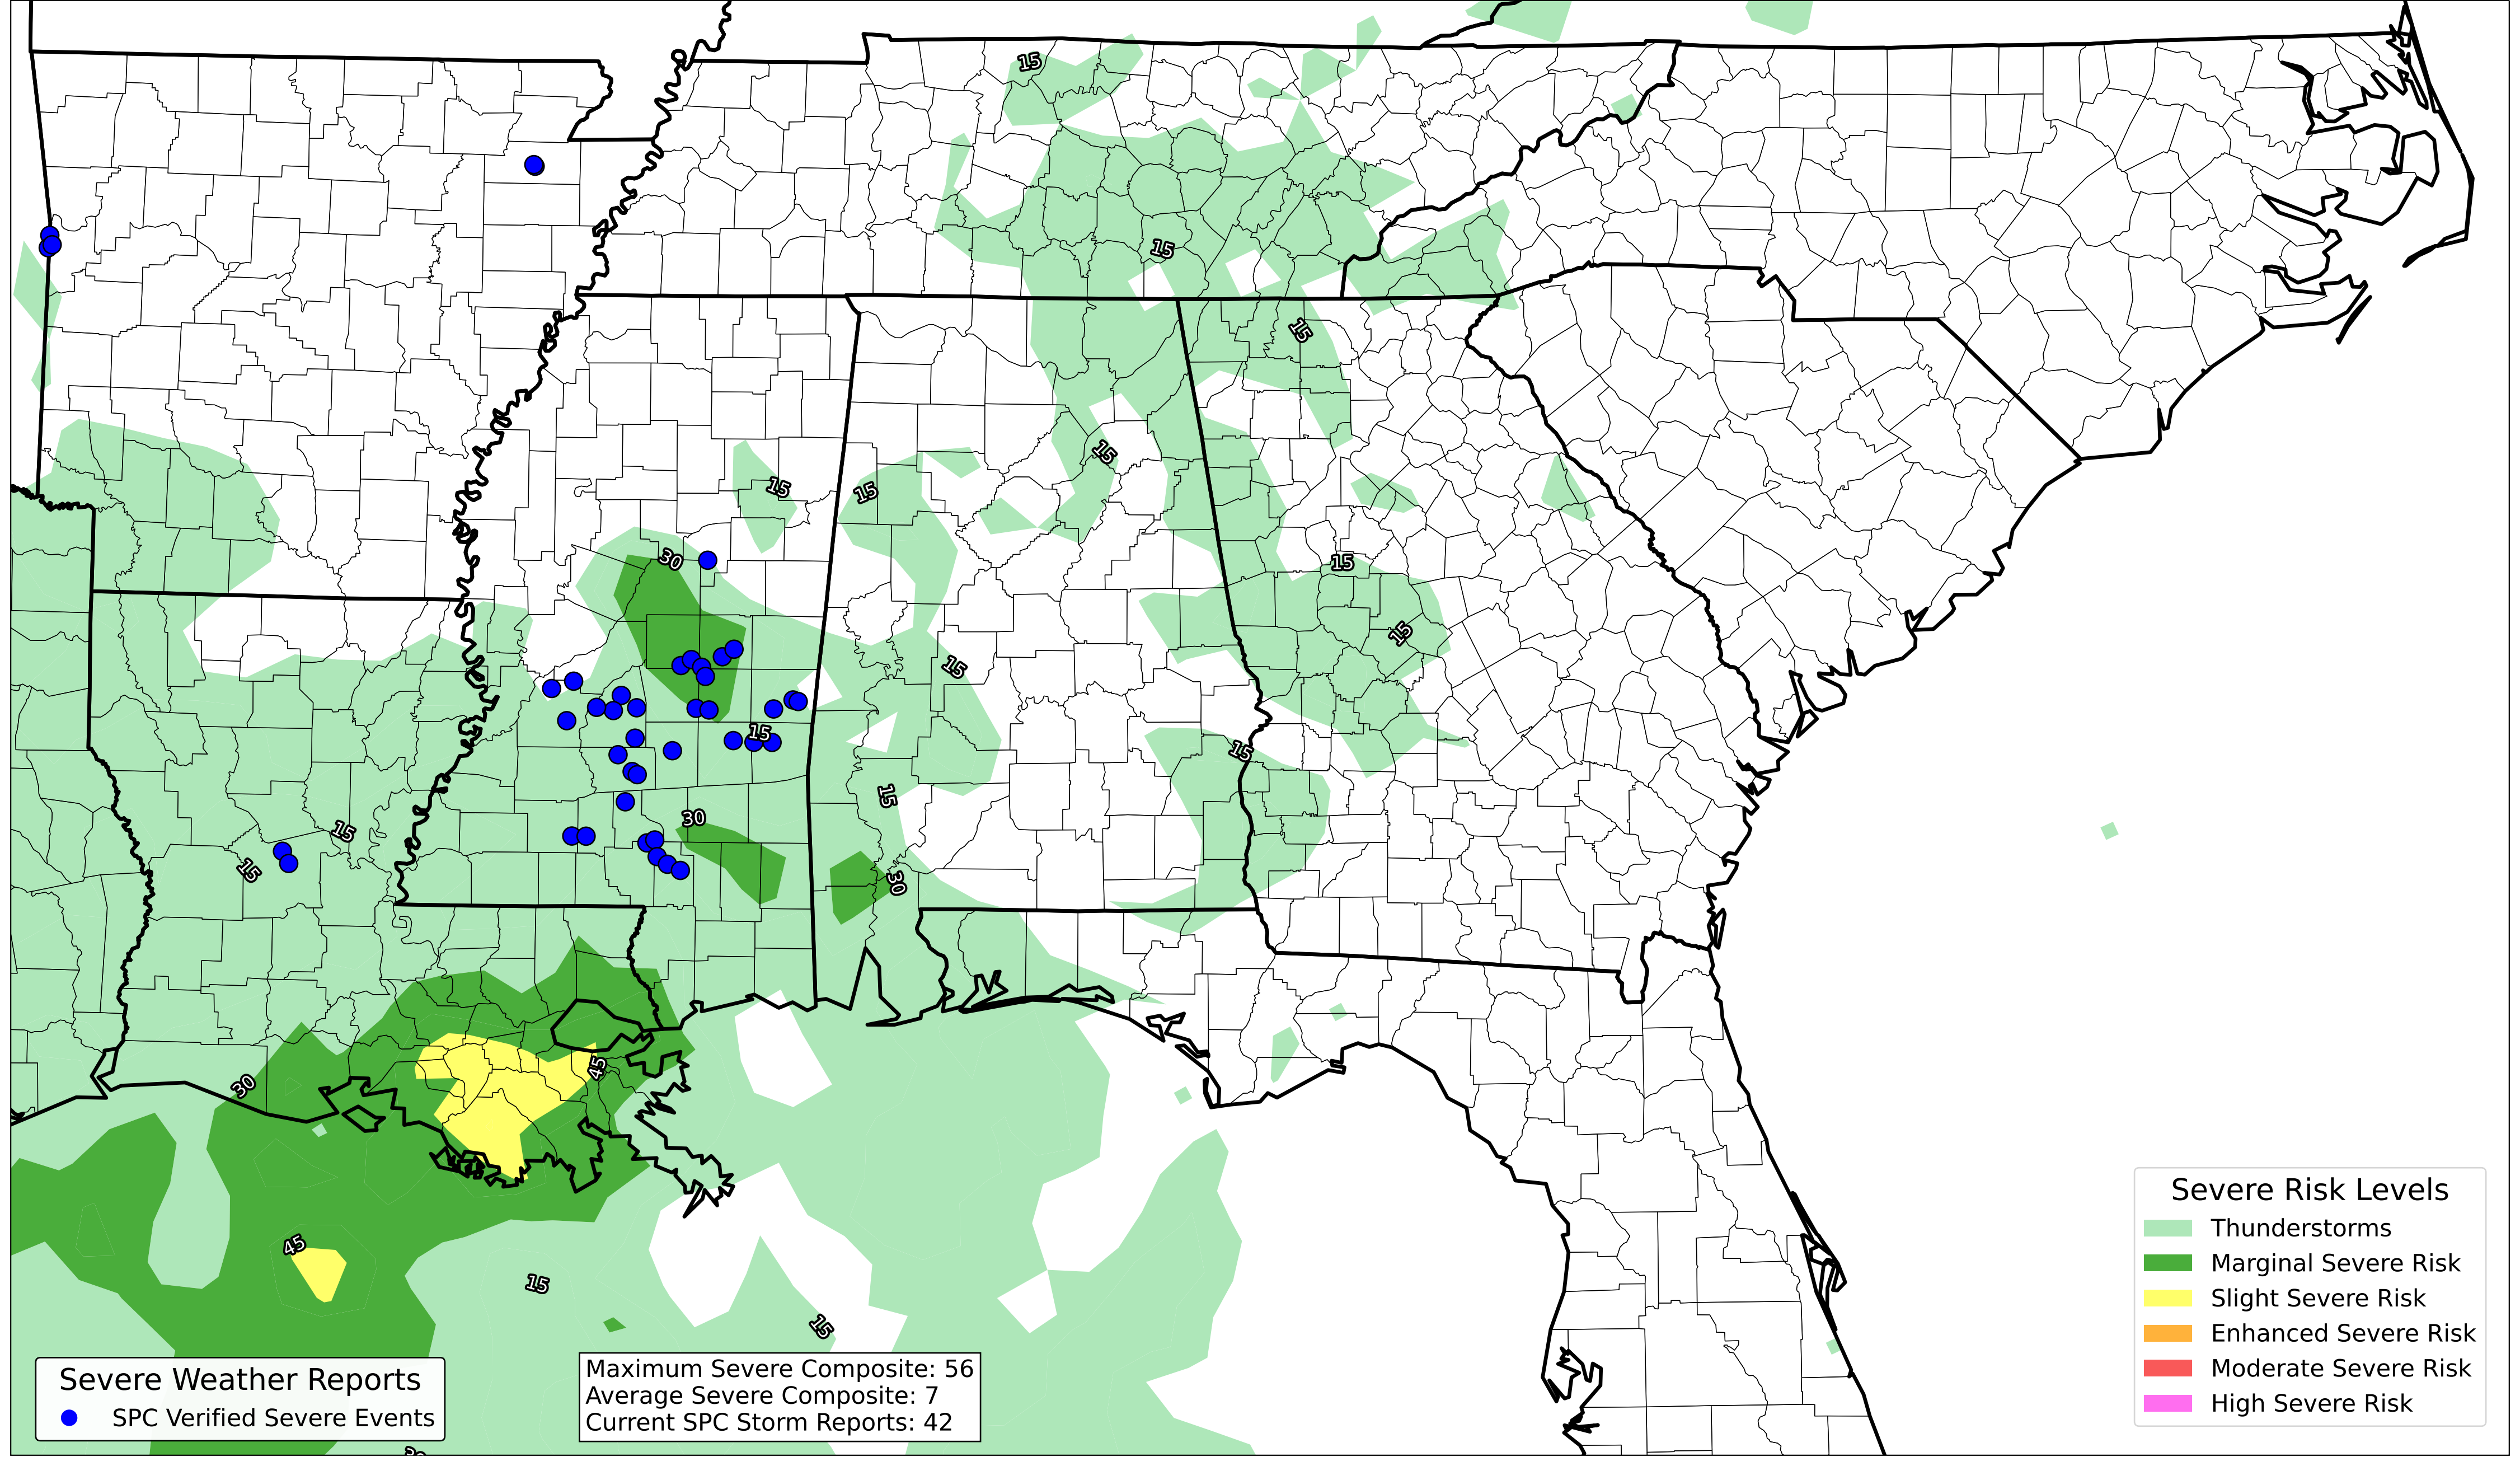 15
15
15
15
15
15
30
15
15
15
15
15
15
30
15
15
30
45
30
45
15
15
Severe Weather Reports
SPC Verified Severe Events
Maximum Severe Composite: 56
Average Severe Composite: 7
Current SPC Storm Reports: 42
Severe Risk Levels
Thunderstorms
Marginal Severe Risk
Slight Severe Risk
Enhanced Severe Risk
Moderate Severe Risk
High Severe Risk